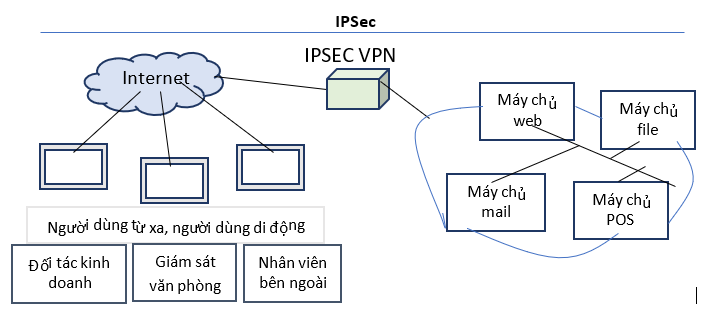 IPSec
IPSEC VPN
Internet
Máy chủ
web
Máy chủ
file
Máy chủ
mail
Máy chủ
POS
Người dùng từ xa, người dùng di động
Đối tác kinh
doanh
Giám sát
văn phòng
Nhân viên
bên ngoài